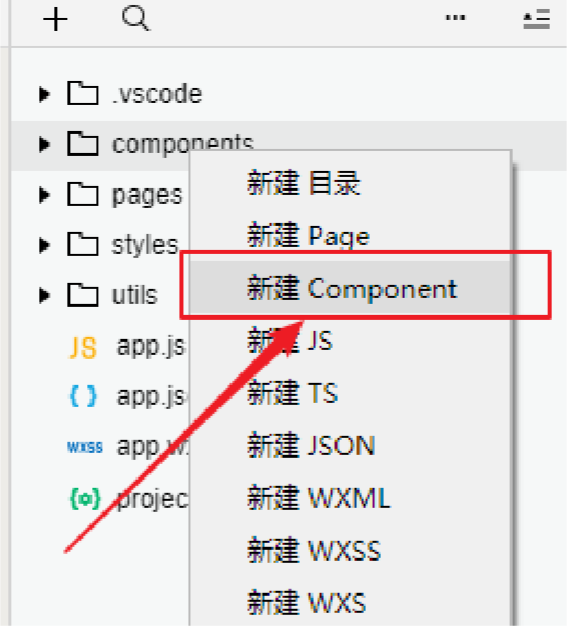 .vscode
components
pages
styles
utils
JS app.js
{ } app.js
WXSS app.wx
projec
新建 目录
新建 Page
新建 Component
新建 JS
新建 TS
新建 JSON
新建 WXML
新建 WXSS
新建 WXS